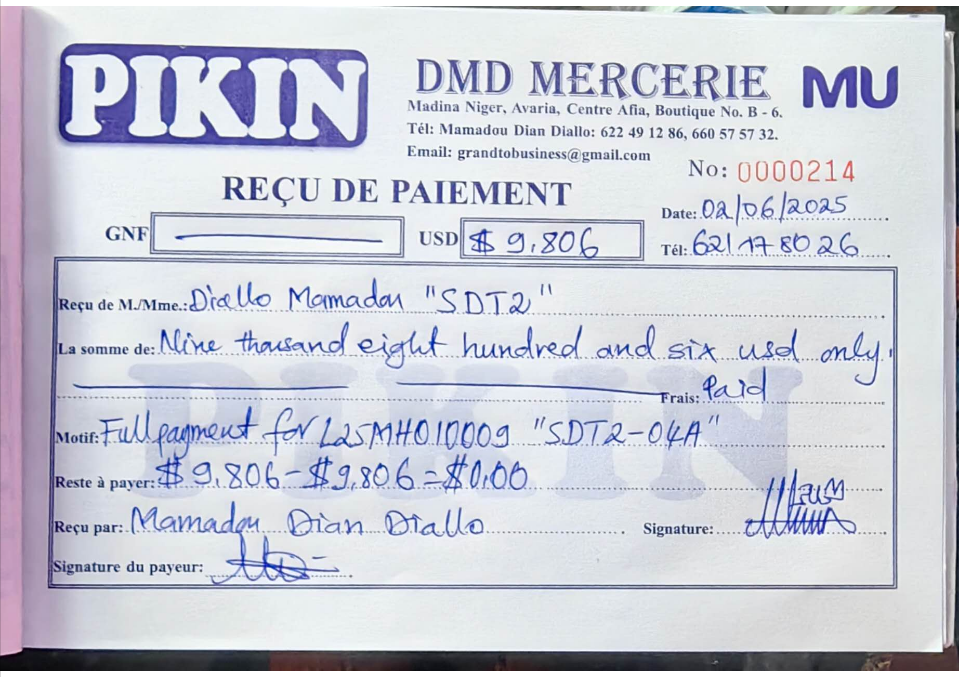 PIKIN
DMD MERCERIE
MU
Madina Niger, Avaria, Centre Afia, Boutique No. B - 6.
Tél: Mamadou Dian Diallo: 622 49 12 86, 660 57 57 32.
Email: grandtobusiness@gmail.com
No: 0000214
REÇU DE PAIEMENT
Date: 02/06/2025
GNF
USD $ 9,806
Tél: 621 17 80 26
Reçu de M./Mme.: Diallo Mamadou "SDT2"
La somme de: Nine thousand eight hundred and six usd only.
Frais: Paid
PIKIN
Motif: Full payment for L25MH010009 "SDT2-04A"
Reste à payer: $9,806-$9,806=$0.00
Reçu par: Mamadou Dian Diallo
Signature:
Signature du payeur: